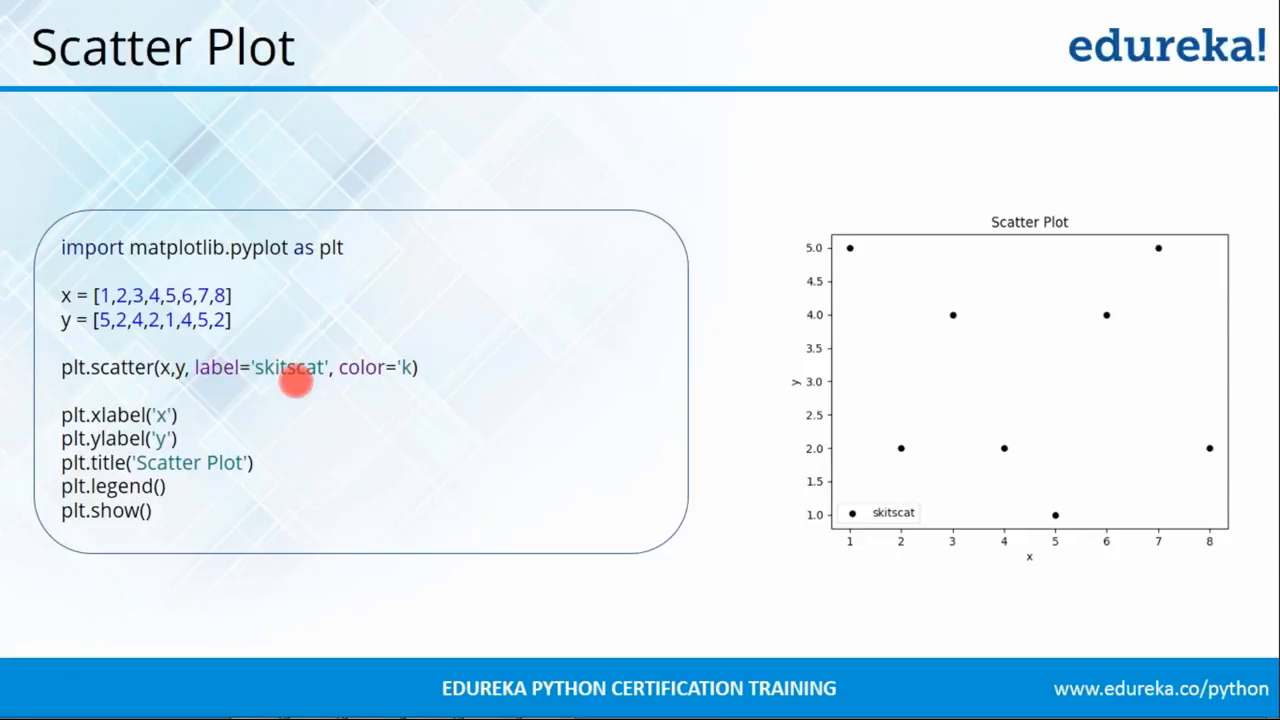 Scatter Plot
edureka!
import matplotlib.pyplot as plt
x = [1,2,3,4,5,6,7,8]
y = [5,2,4,2,1,4,5,2]
plt.scatter(x,y, label='skitscat', color='k)
plt.xlabel('x')
plt.ylabel('y')
plt.title('Scatter Plot')
plt.legend()
plt.show()
Scatter Plot
5.0
4.5
4.0
3.5
3.0
2.5
2.0
1.5
1.0
y
skitscat
1 2 3 4 5 6 7 8
x
EDUREKA PYTHON CERTIFICATION TRAINING
www.edureka.co/python